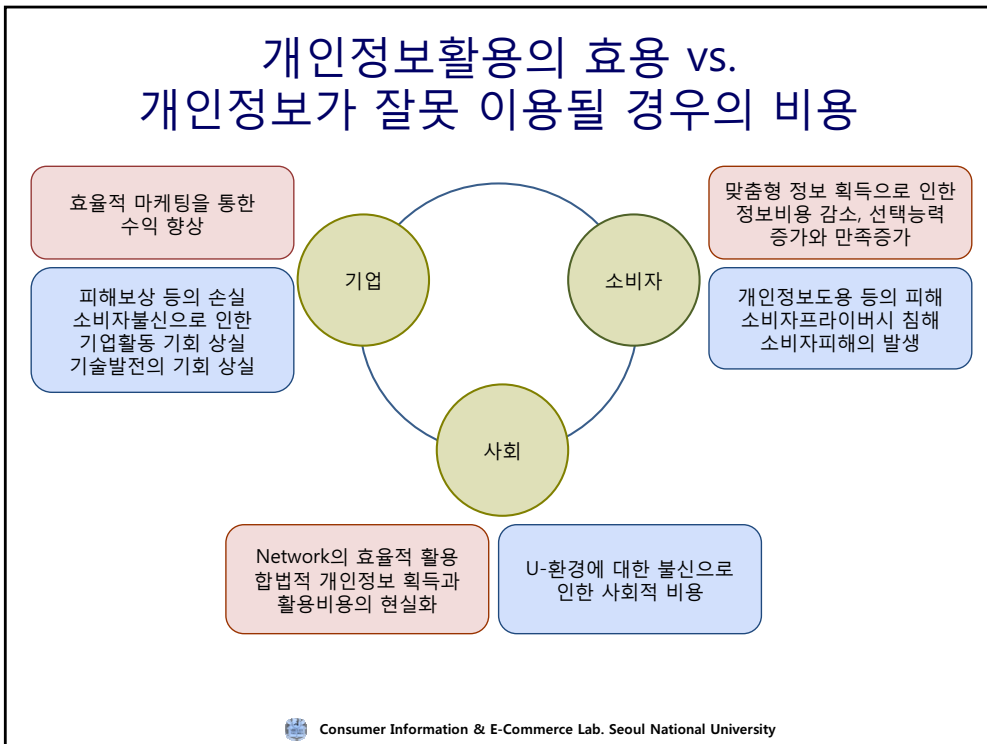 개인정보활용의 효용 vs.
개인정보가 잘못 이용될 경우의 비용
효율적 마케팅을 통한
수익 향상
피해보상 등의 손실
소비자불신으로 인한
기업활동 기회 상실
기술발전의 기회 상실
기업
소비자
맞춤형 정보 획득으로 인한
정보비용 감소, 선택능력
증가와 만족증가
개인정보도용 등의 피해
소비자프라이버시 침해
소비자피해의 발생
사회
Network의 효율적 활용
합법적 개인정보 획득과
활용비용의 현실화
U-환경에 대한 불신으로
인한 사회적 비용
Consumer Information & E-Commerce Lab. Seoul National University